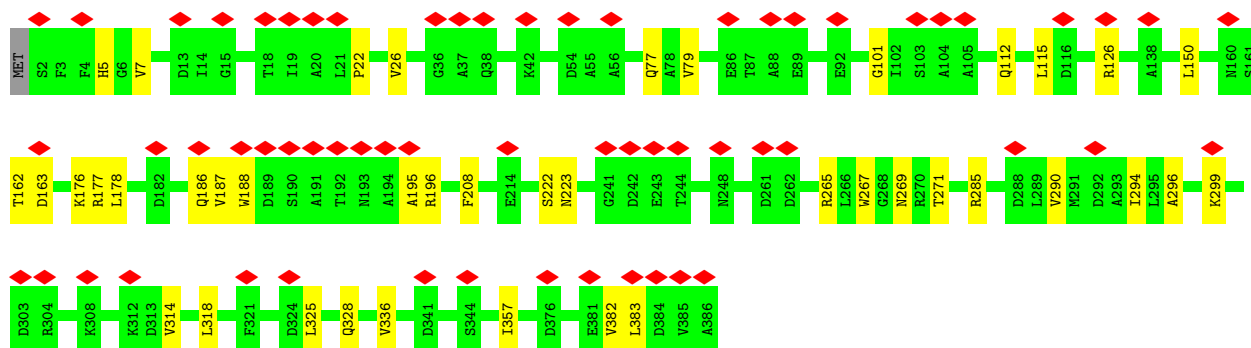 MET S2 F3 F4 H5 G6 V7 D13 I14 G15 T18 I19 A20 L21 P22 V26 G36 A37 Q38 K42 D54 A55 A56 Q77 A78 V79 E86 T87 A88 E89 E92 G101 I102 S103 A104 A105 Q112 L115 D116 R126 A138 L150 N160 S161
T162 D163 K176 R177 L178 D182 Q186 V187 W188 D189 S190 A191 T192 N193 A194 A195 R196 F208 E214 S222 N223 G241 D242 E243 T244 N248 D261 D262 R265 L266 W267 G268 N269 R270 T271 R285 D288 L289 V290 M291 D292 A293 I294 L295 A296 K299
D303 R304 K308 K312 D313 V314 L318 F321 D324 L325 Q328 V336 D341 S344 I357 D376 E381 V382 L383 D384 V385 A386